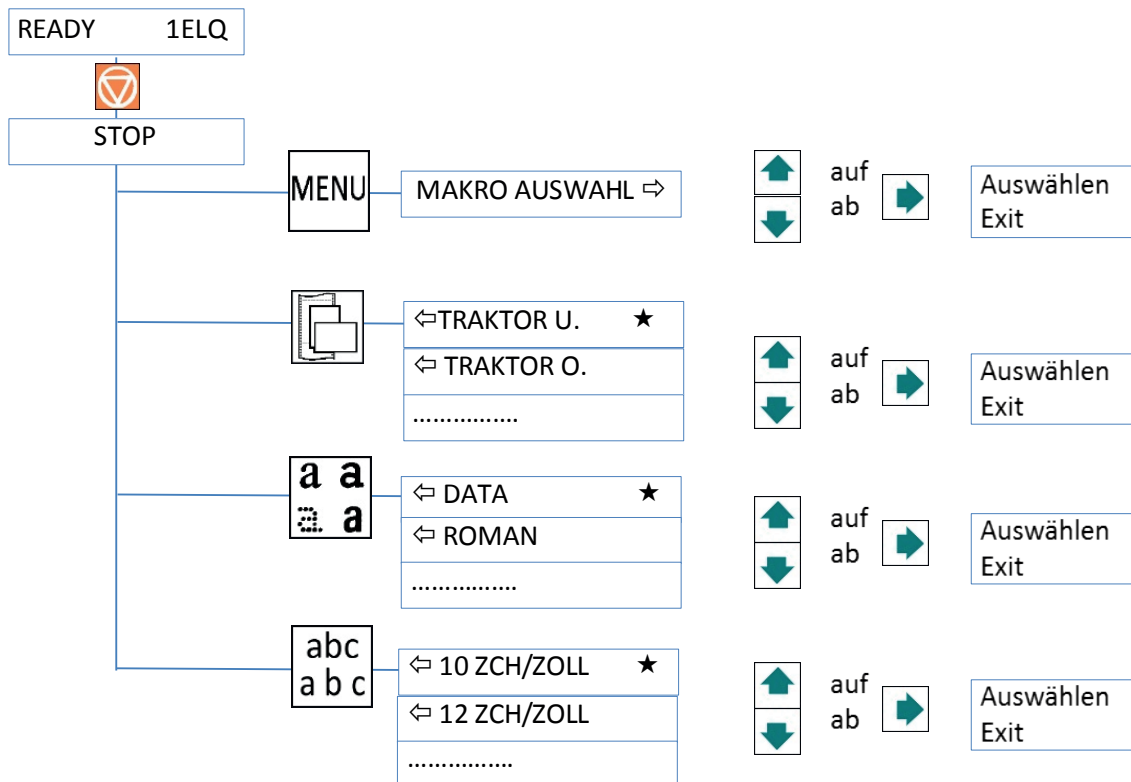 READY 1ELQ
STOP
MENU
MAKRO AUSWAHL ⇨
auf
ab
Auswählen
Exit
⇦TRAKTOR U. ★
⇦ TRAKTOR O.
................
auf
ab
Auswählen
Exit
a a
a a
⇦ DATA ★
⇦ ROMAN
................
auf
ab
Auswählen
Exit
abc
a b c
⇦ 10 ZCH/ZOLL ★
⇦ 12 ZCH/ZOLL
................
auf
ab
Auswählen
Exit